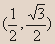 (1/2, √3/2)